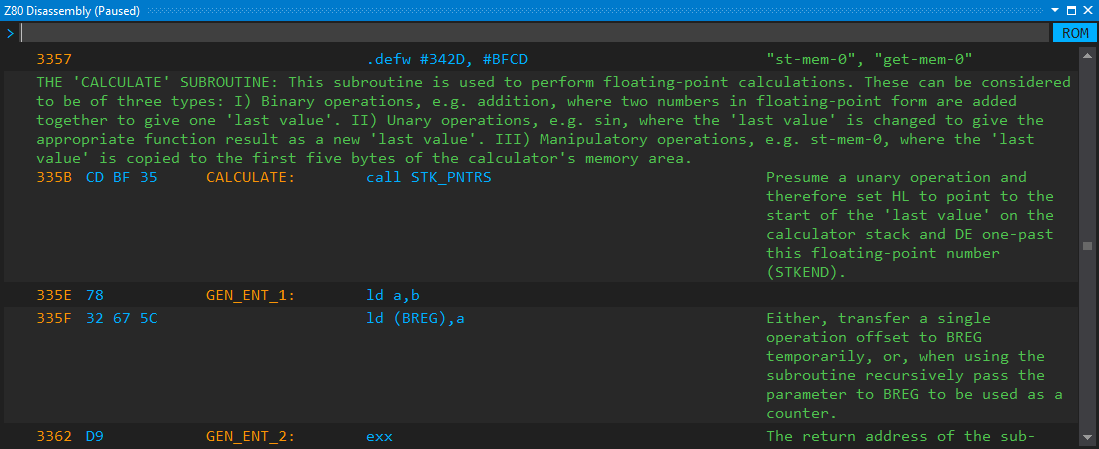 Z80 Disassembly (Paused)
> ROM
3357 .defw #342D, #BFCD "st-mem-0", "get-mem-0"
THE 'CALCULATE' SUBROUTINE: This subroutine is used to perform floating-point calculations. These can be considered
to be of three types: I) Binary operations, e.g. addition, where two numbers in floating-point form are added
together to give one 'last value'. II) Unary operations, e.g. sin, where the 'last value' is changed to give the
appropriate function result as a new 'last value'. III) Manipulatory operations, e.g. st-mem-0, where the 'last
value' is copied to the first five bytes of the calculator's memory area.
335B CD BF 35 CALCULATE: call STK_PNTRS Presume a unary operation and
therefore set HL to point to the
start of the 'last value' on the
calculator stack and DE one-past
this floating-point number
(STKEND).
335E 78 GEN_ENT_1: ld a,b
335F 32 67 5C ld (BREG),a Either, transfer a single
operation offset to BREG
temporarily, or, when using the
subroutine recursively pass the
parameter to BREG to be used as a
counter.
3362 D9 GEN_ENT_2: exx The return address of the sub-